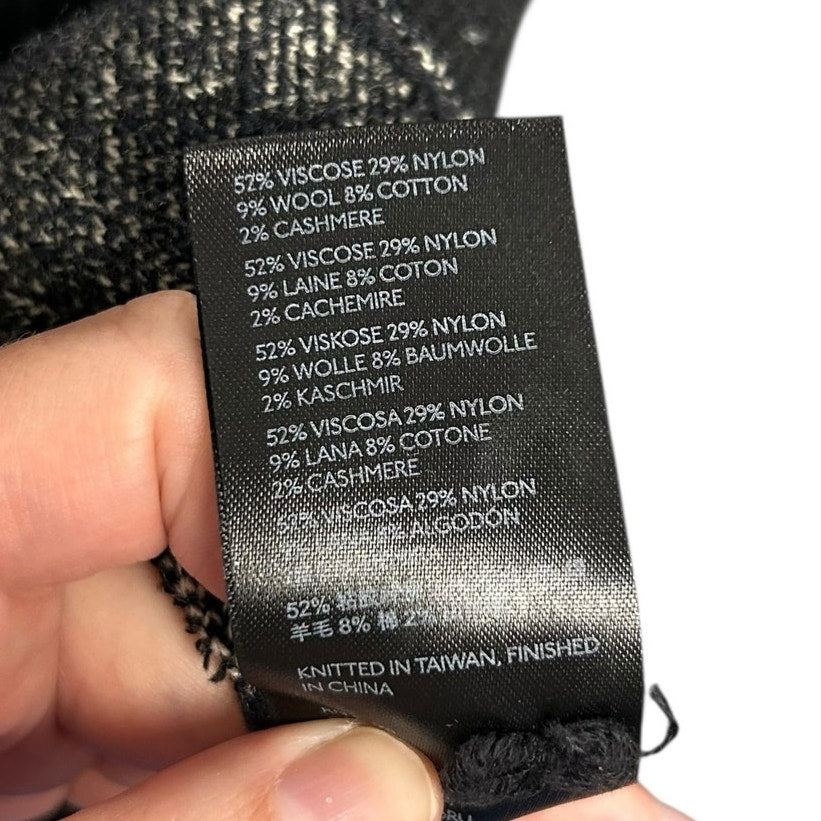 52% VISCOSE 29% NYLON
9% WOOL 8% COTTON
2% CASHMERE
52% VISCOSE 29% NYLON
9% LAINE 8% COTON
2% CACHEMIRE
52% VISKOSE 29% NYLON
9% WOLLE 8% BAUMWOLLE
2% KASCHMIR
52% VISCOSA 29% NYLON
9% LANA 8% COTONE
2% CASHMERE
52% VISCOSA 29% NYLON
ALGODÓN
52%
羊毛 8% 棉 2%
KNITTED IN TAIWAN, FINISHED
IN CHINA